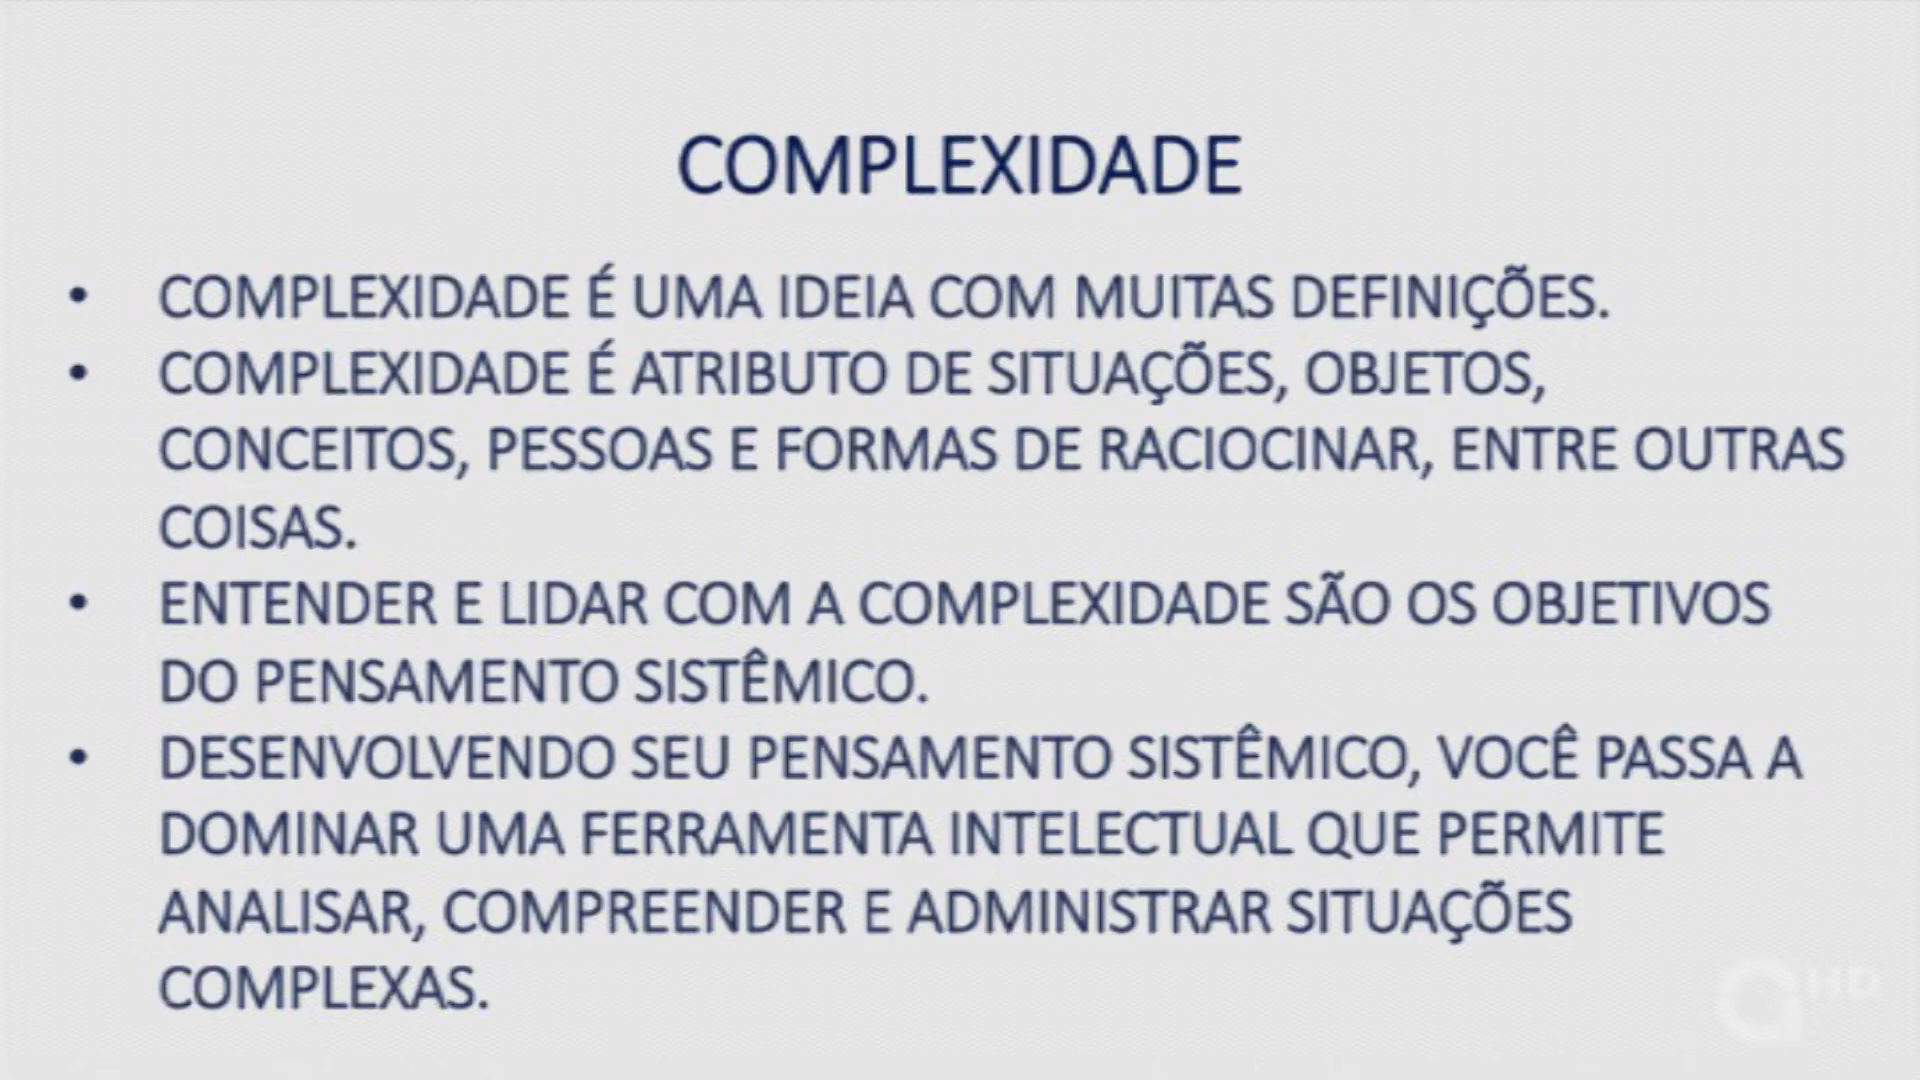 COMPLEXIDADE
• COMPLEXIDADE É UMA IDEIA COM MUITAS DEFINIÇÕES.
• COMPLEXIDADE É ATRIBUTO DE SITUAÇÕES, OBJETOS,
CONCEITOS, PESSOAS E FORMAS DE RACIOCINAR, ENTRE OUTRAS
COISAS.
• ENTENDER E LIDAR COM A COMPLEXIDADE SÃO OS OBJETIVOS
DO PENSAMENTO SISTÊMICO.
• DESENVOLVENDO SEU PENSAMENTO SISTÊMICO, VOCÊ PASSA A
DOMINAR UMA FERRAMENTA INTELECTUAL QUE PERMITE
ANALISAR, COMPREENDER E ADMINISTRAR SITUAÇÕES
COMPLEXAS.
HD